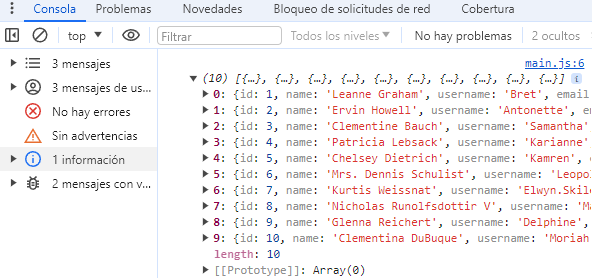 Consola Problemas Novedades Bloqueo de solicitudes de red Cobertura
top Filtrar Todos los niveles No hay problemas 2 ocultos
3 mensajes
3 mensajes de us...
No hay errores
Sin advertencias
1 información
2 mensajes con v...
main.js:6
(10) [{…}, {…}, {…}, {…}, {…}, {…}, {…}, {…}, {…}, {…}] i
0: {id: 1, name: 'Leanne Graham', username: 'Bret', email
1: {id: 2, name: 'Ervin Howell', username: 'Antonette', em
2: {id: 3, name: 'Clementine Bauch', username: 'Samantha'
3: {id: 4, name: 'Patricia Lebsack', username: 'Karianne'
4: {id: 5, name: 'Chelsey Dietrich', username: 'Kamren', e
5: {id: 6, name: 'Mrs. Dennis Schulist', username: 'Leopol
6: {id: 7, name: 'Kurtis Weissnat', username: 'Elwyn.Skile
7: {id: 8, name: 'Nicholas Runolfsdottir V', username: 'Ma
8: {id: 9, name: 'Glenna Reichert', username: 'Delphine',
9: {id: 10, name: 'Clementina DuBuque', username: 'Moriah
length: 10
[[Prototype]]: Array(0)